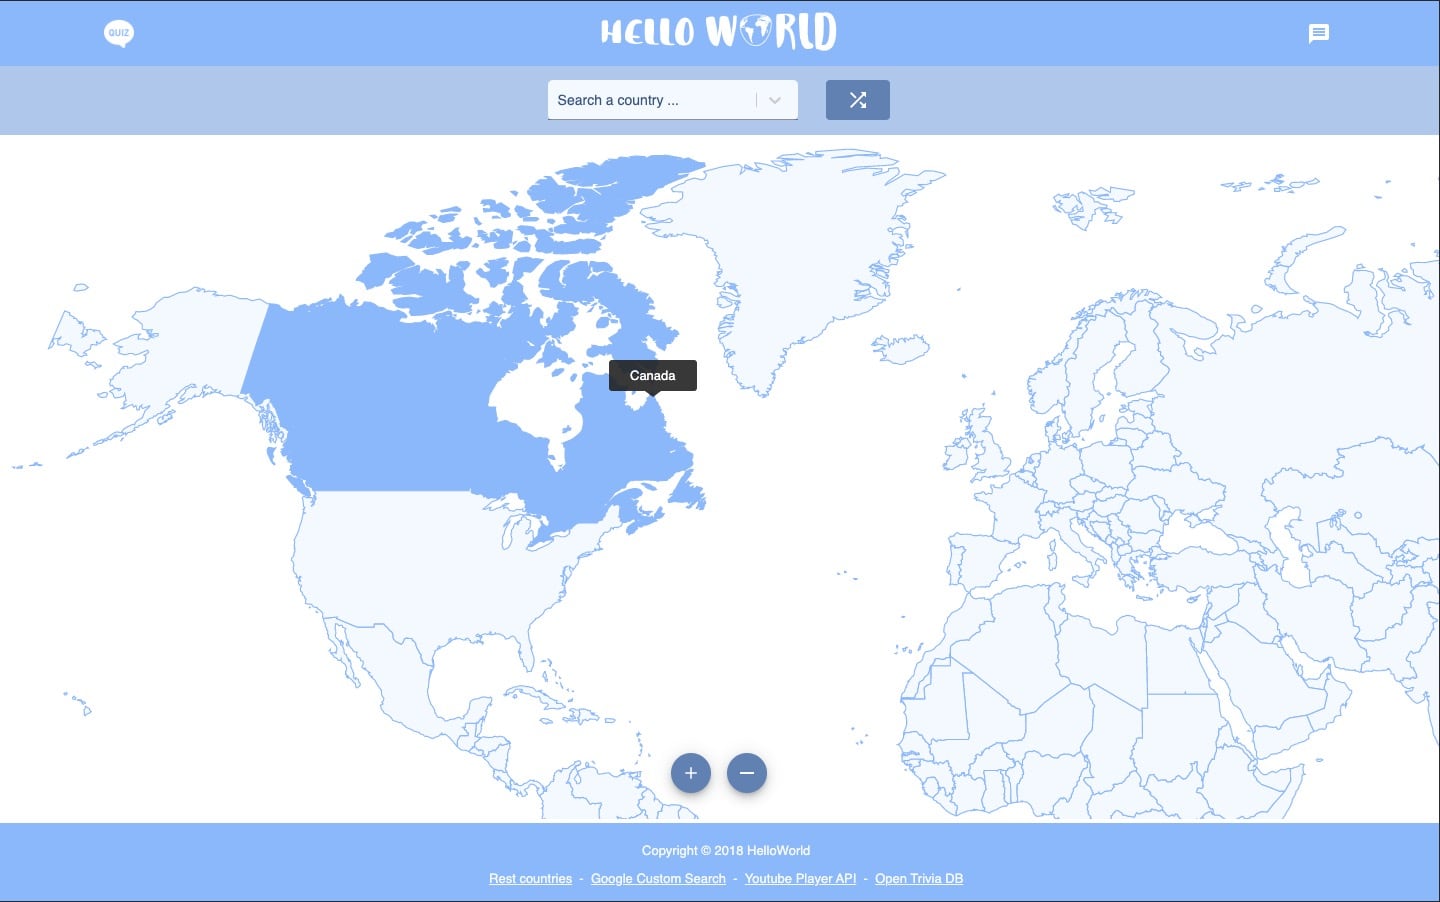 QUIZ
HELLO WORLD
Search a country ...
Canada
Copyright © 2018 HelloWorld
Rest countries - Google Custom Search - Youtube Player API - Open Trivia DB